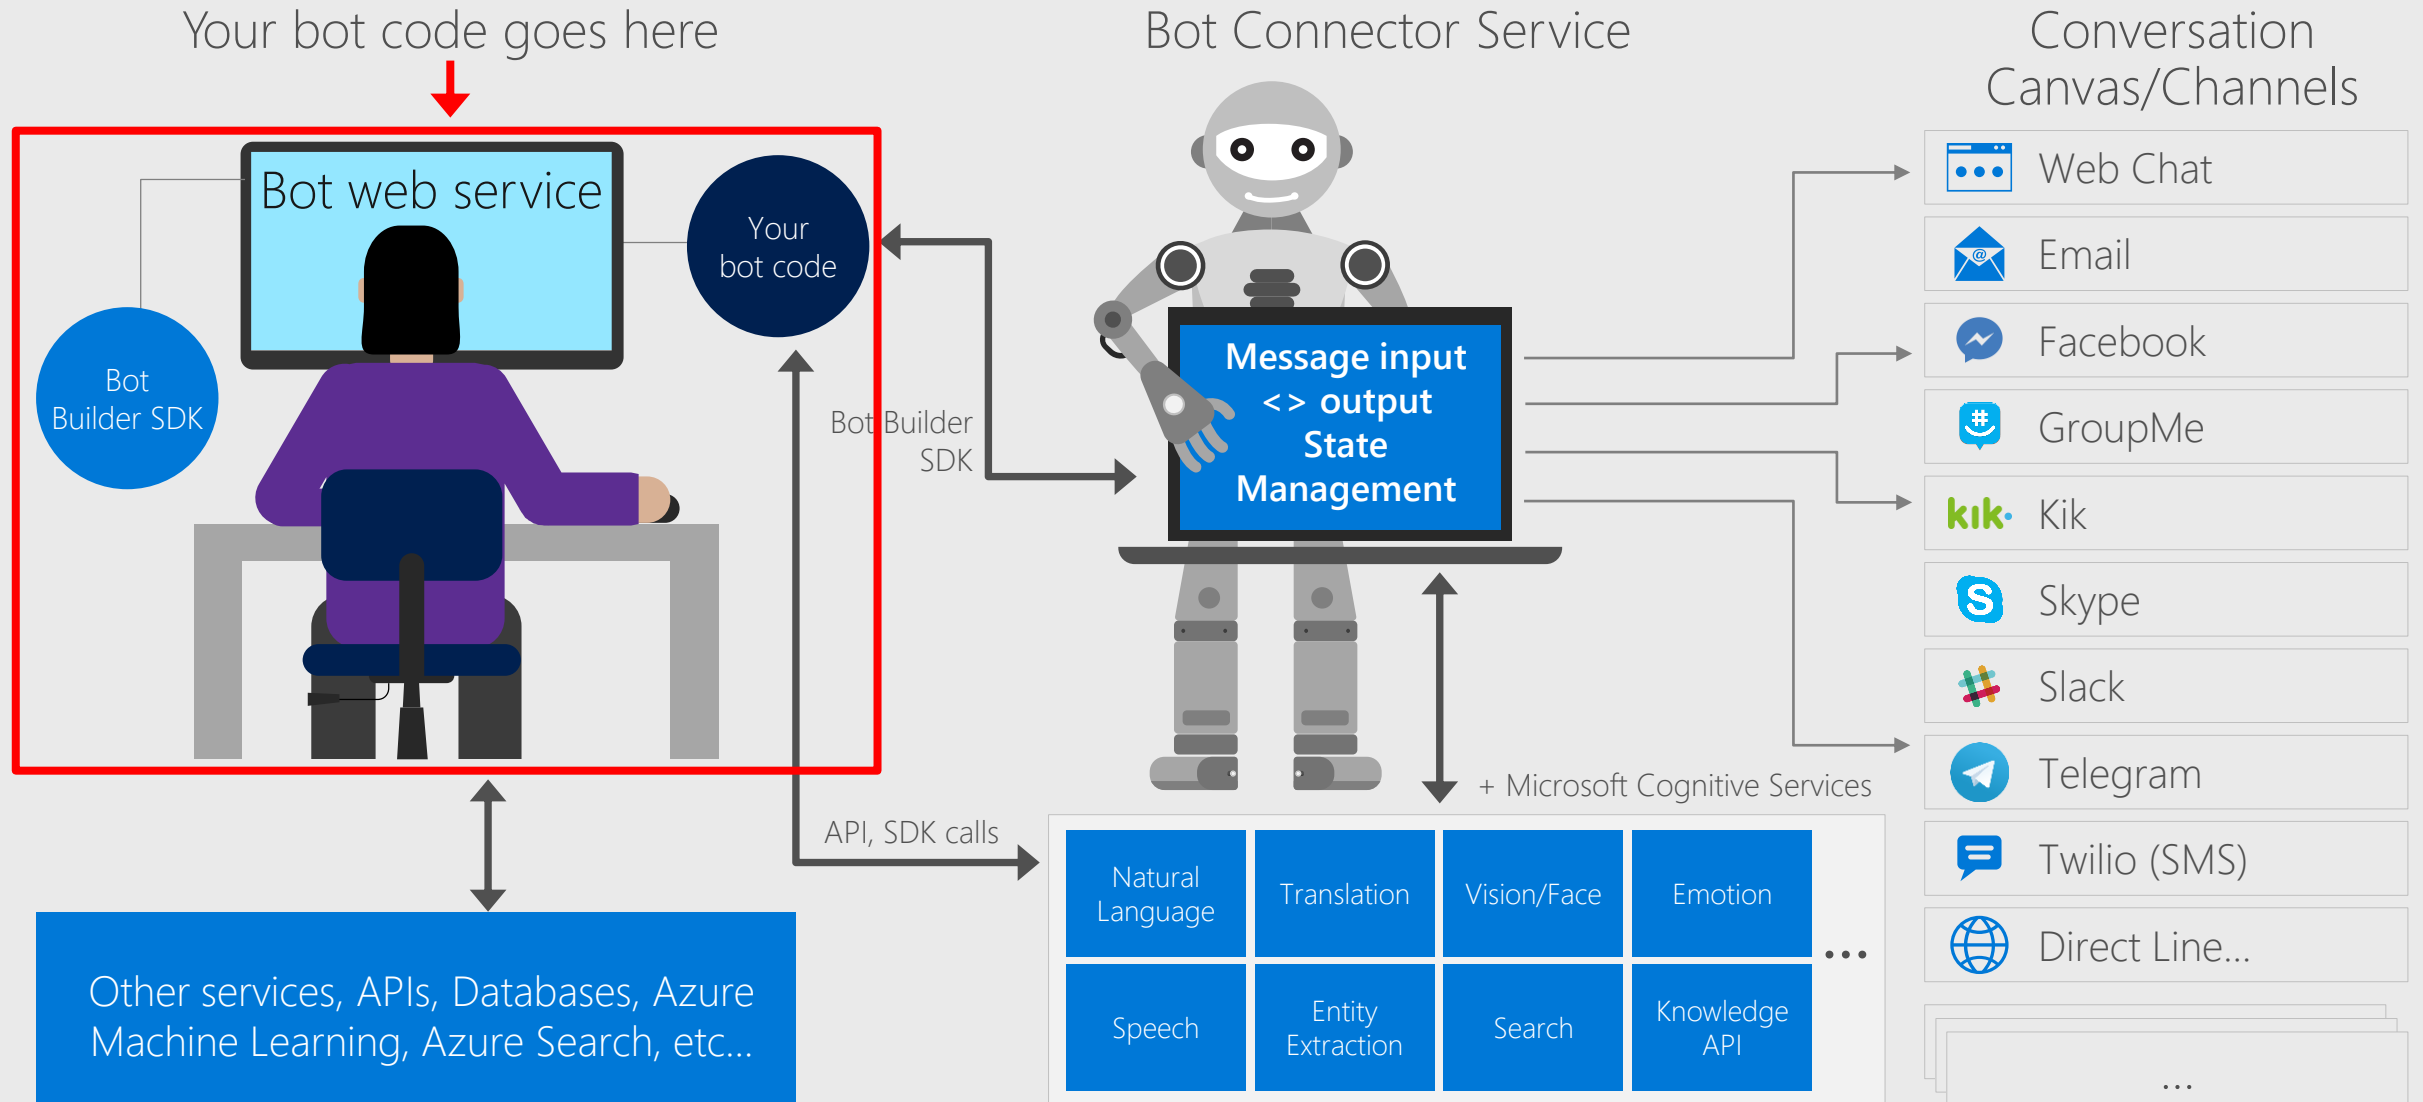 Your bot code goes here
Bot web service
Your
bot code
Bot
Builder SDK
Bot Builder
SDK
API, SDK calls
Other services, APIs, Databases, Azure
Machine Learning, Azure Search, etc...
Bot Connector Service
Message input
<> output
State
Management
+ Microsoft Cognitive Services
Natural
Language
Translation
Vision/Face
Emotion
...
Speech
Entity
Extraction
Search
Knowledge
API
Conversation
Canvas/Channels
Web Chat
@
Email
Facebook
#
GroupMe
kik
Kik
S
Skype
Slack
Telegram
Twilio (SMS)
Direct Line...
...